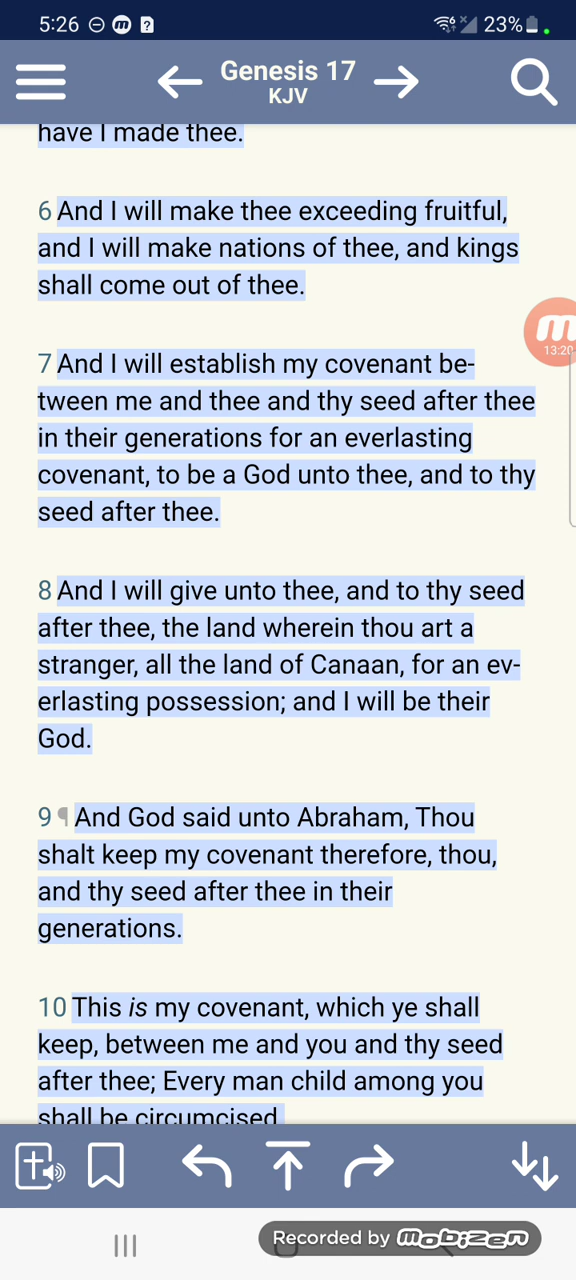 5:26 m ? 6 23%
Genesis 17
KJV
have I made thee.
6 And I will make thee exceeding fruitful,
and I will make nations of thee, and kings
shall come out of thee.
m
13:20
7 And I will establish my covenant be-
tween me and thee and thy seed after thee
in their generations for an everlasting
covenant, to be a God unto thee, and to thy
seed after thee.
8 And I will give unto thee, and to thy seed
after thee, the land wherein thou art a
stranger, all the land of Canaan, for an ev-
erlasting possession; and I will be their
God.
9 ¶ And God said unto Abraham, Thou
shalt keep my covenant therefore, thou,
and thy seed after thee in their
generations.
10 This is my covenant, which ye shall
keep, between me and you and thy seed
after thee; Every man child among you
shall be circumcised.
Recorded by mobizen